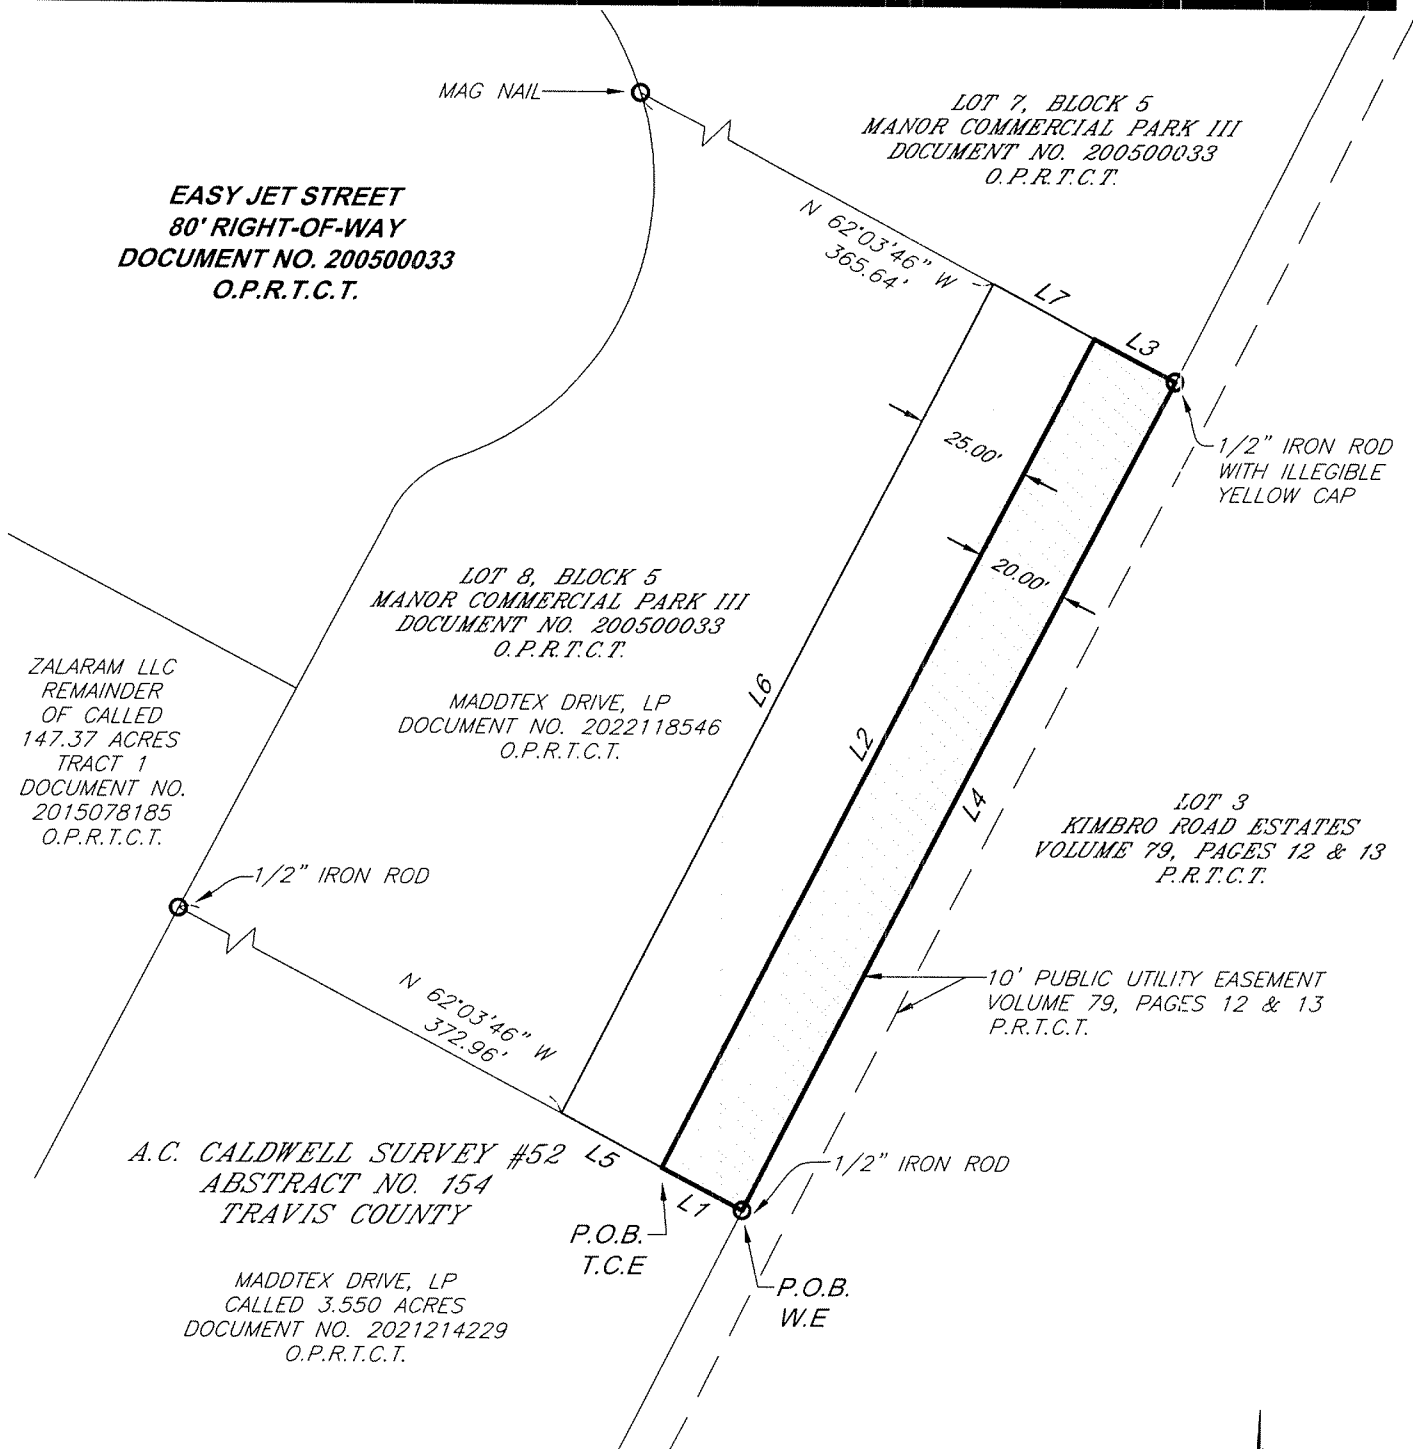 MAG NAIL
LOT 7, BLOCK 5
MANOR COMMERCIAL PARK III
DOCUMENT NO. 200500033
O.P.R.T.C.T.
EASY JET STREET
80' RIGHT-OF-WAY
DOCUMENT NO. 200500033
O.P.R.T.C.T.
N 62°03'46" W
365.64'
L7
L3
25.00'
1/2" IRON ROD
WITH ILLEGIBLE
YELLOW CAP
20.00'
LOT 8, BLOCK 5
MANOR COMMERCIAL PARK III
DOCUMENT NO. 200500033
O.P.R.T.C.T.
MADDTEX DRIVE, LP
DOCUMENT NO. 2022118546
O.P.R.T.C.T.
ZALARAM LLC
REMAINDER
OF CALLED
147.37 ACRES
TRACT 1
DOCUMENT NO.
2015078185
O.P.R.T.C.T.
L6
L2
L4
LOT 3
KIMBRO ROAD ESTATES
VOLUME 79, PAGES 12 & 13
P.R.T.C.T.
1/2" IRON ROD
10' PUBLIC UTILITY EASEMENT
VOLUME 79, PAGES 12 & 13
P.R.T.C.T.
N 62°03'46" W
372.96'
A.C. CALDWELL SURVEY #52
ABSTRACT NO. 154
TRAVIS COUNTY
L5
L1
1/2" IRON ROD
P.O.B.
T.C.E
P.O.B.
W.E
MADDTEX DRIVE, LP
CALLED 3.550 ACRES
DOCUMENT NO. 2021214229
O.P.R.T.C.T.